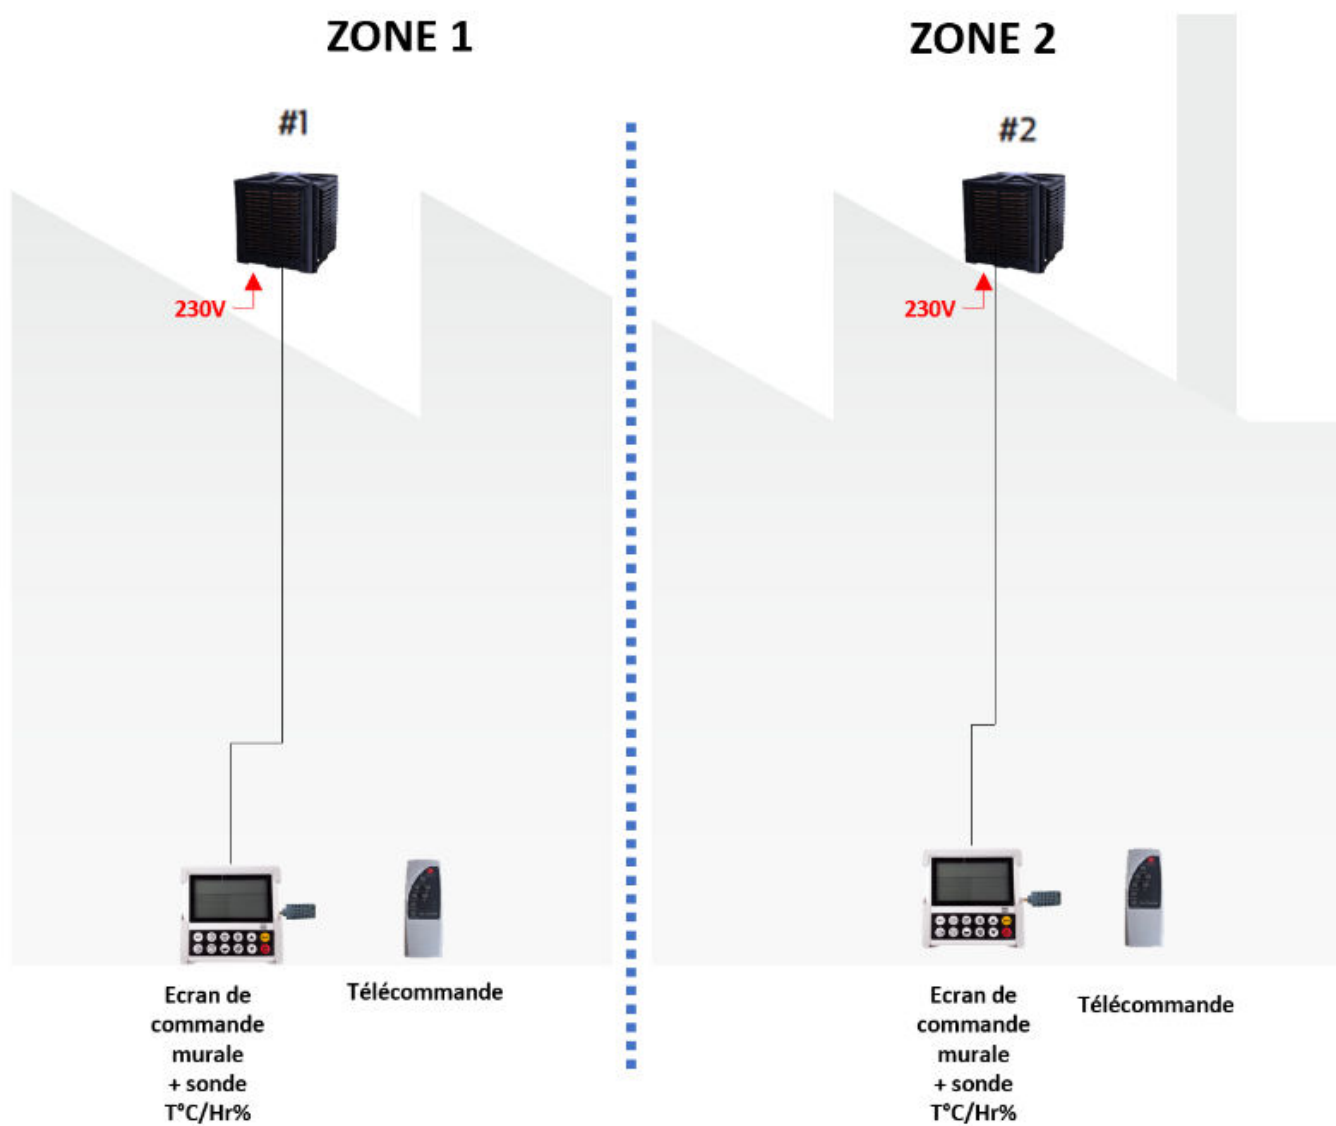 ZONE 1
ZONE 2
#1
#2
230V
230V
Ecran de
commande
murale
+ sonde
T°C/Hr%
Télécommande
Ecran de
commande
murale
+ sonde
T°C/Hr%
Télécommande